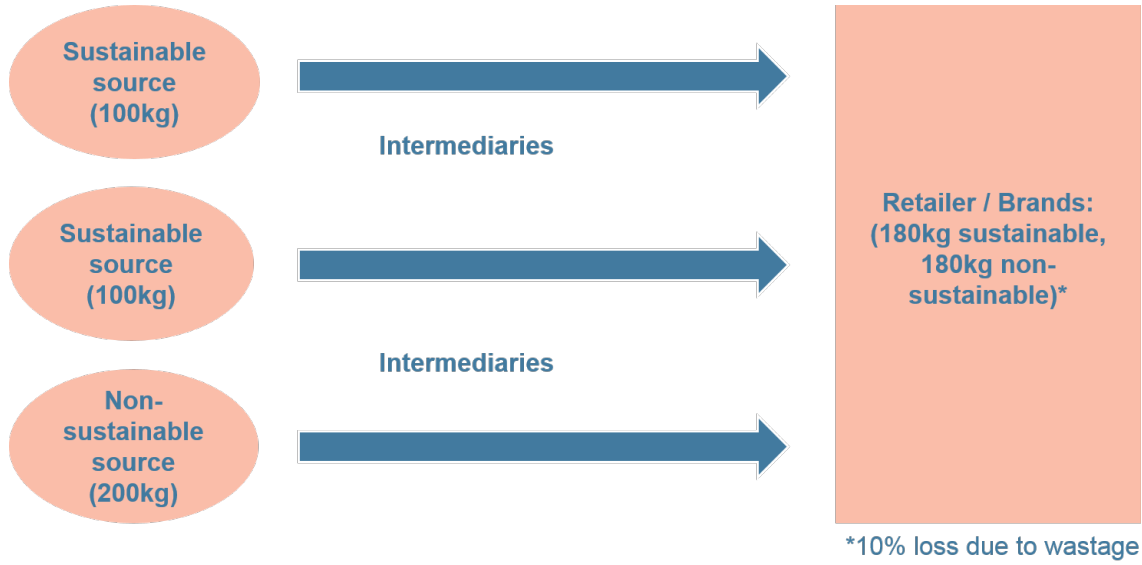 Sustainable
source
(100kg)
Intermediaries
Sustainable
source
(100kg)
Intermediaries
Non-
sustainable
source
(200kg)
Retailer / Brands:
(180kg sustainable,
180kg non-
sustainable)*
*10% loss due to wastage